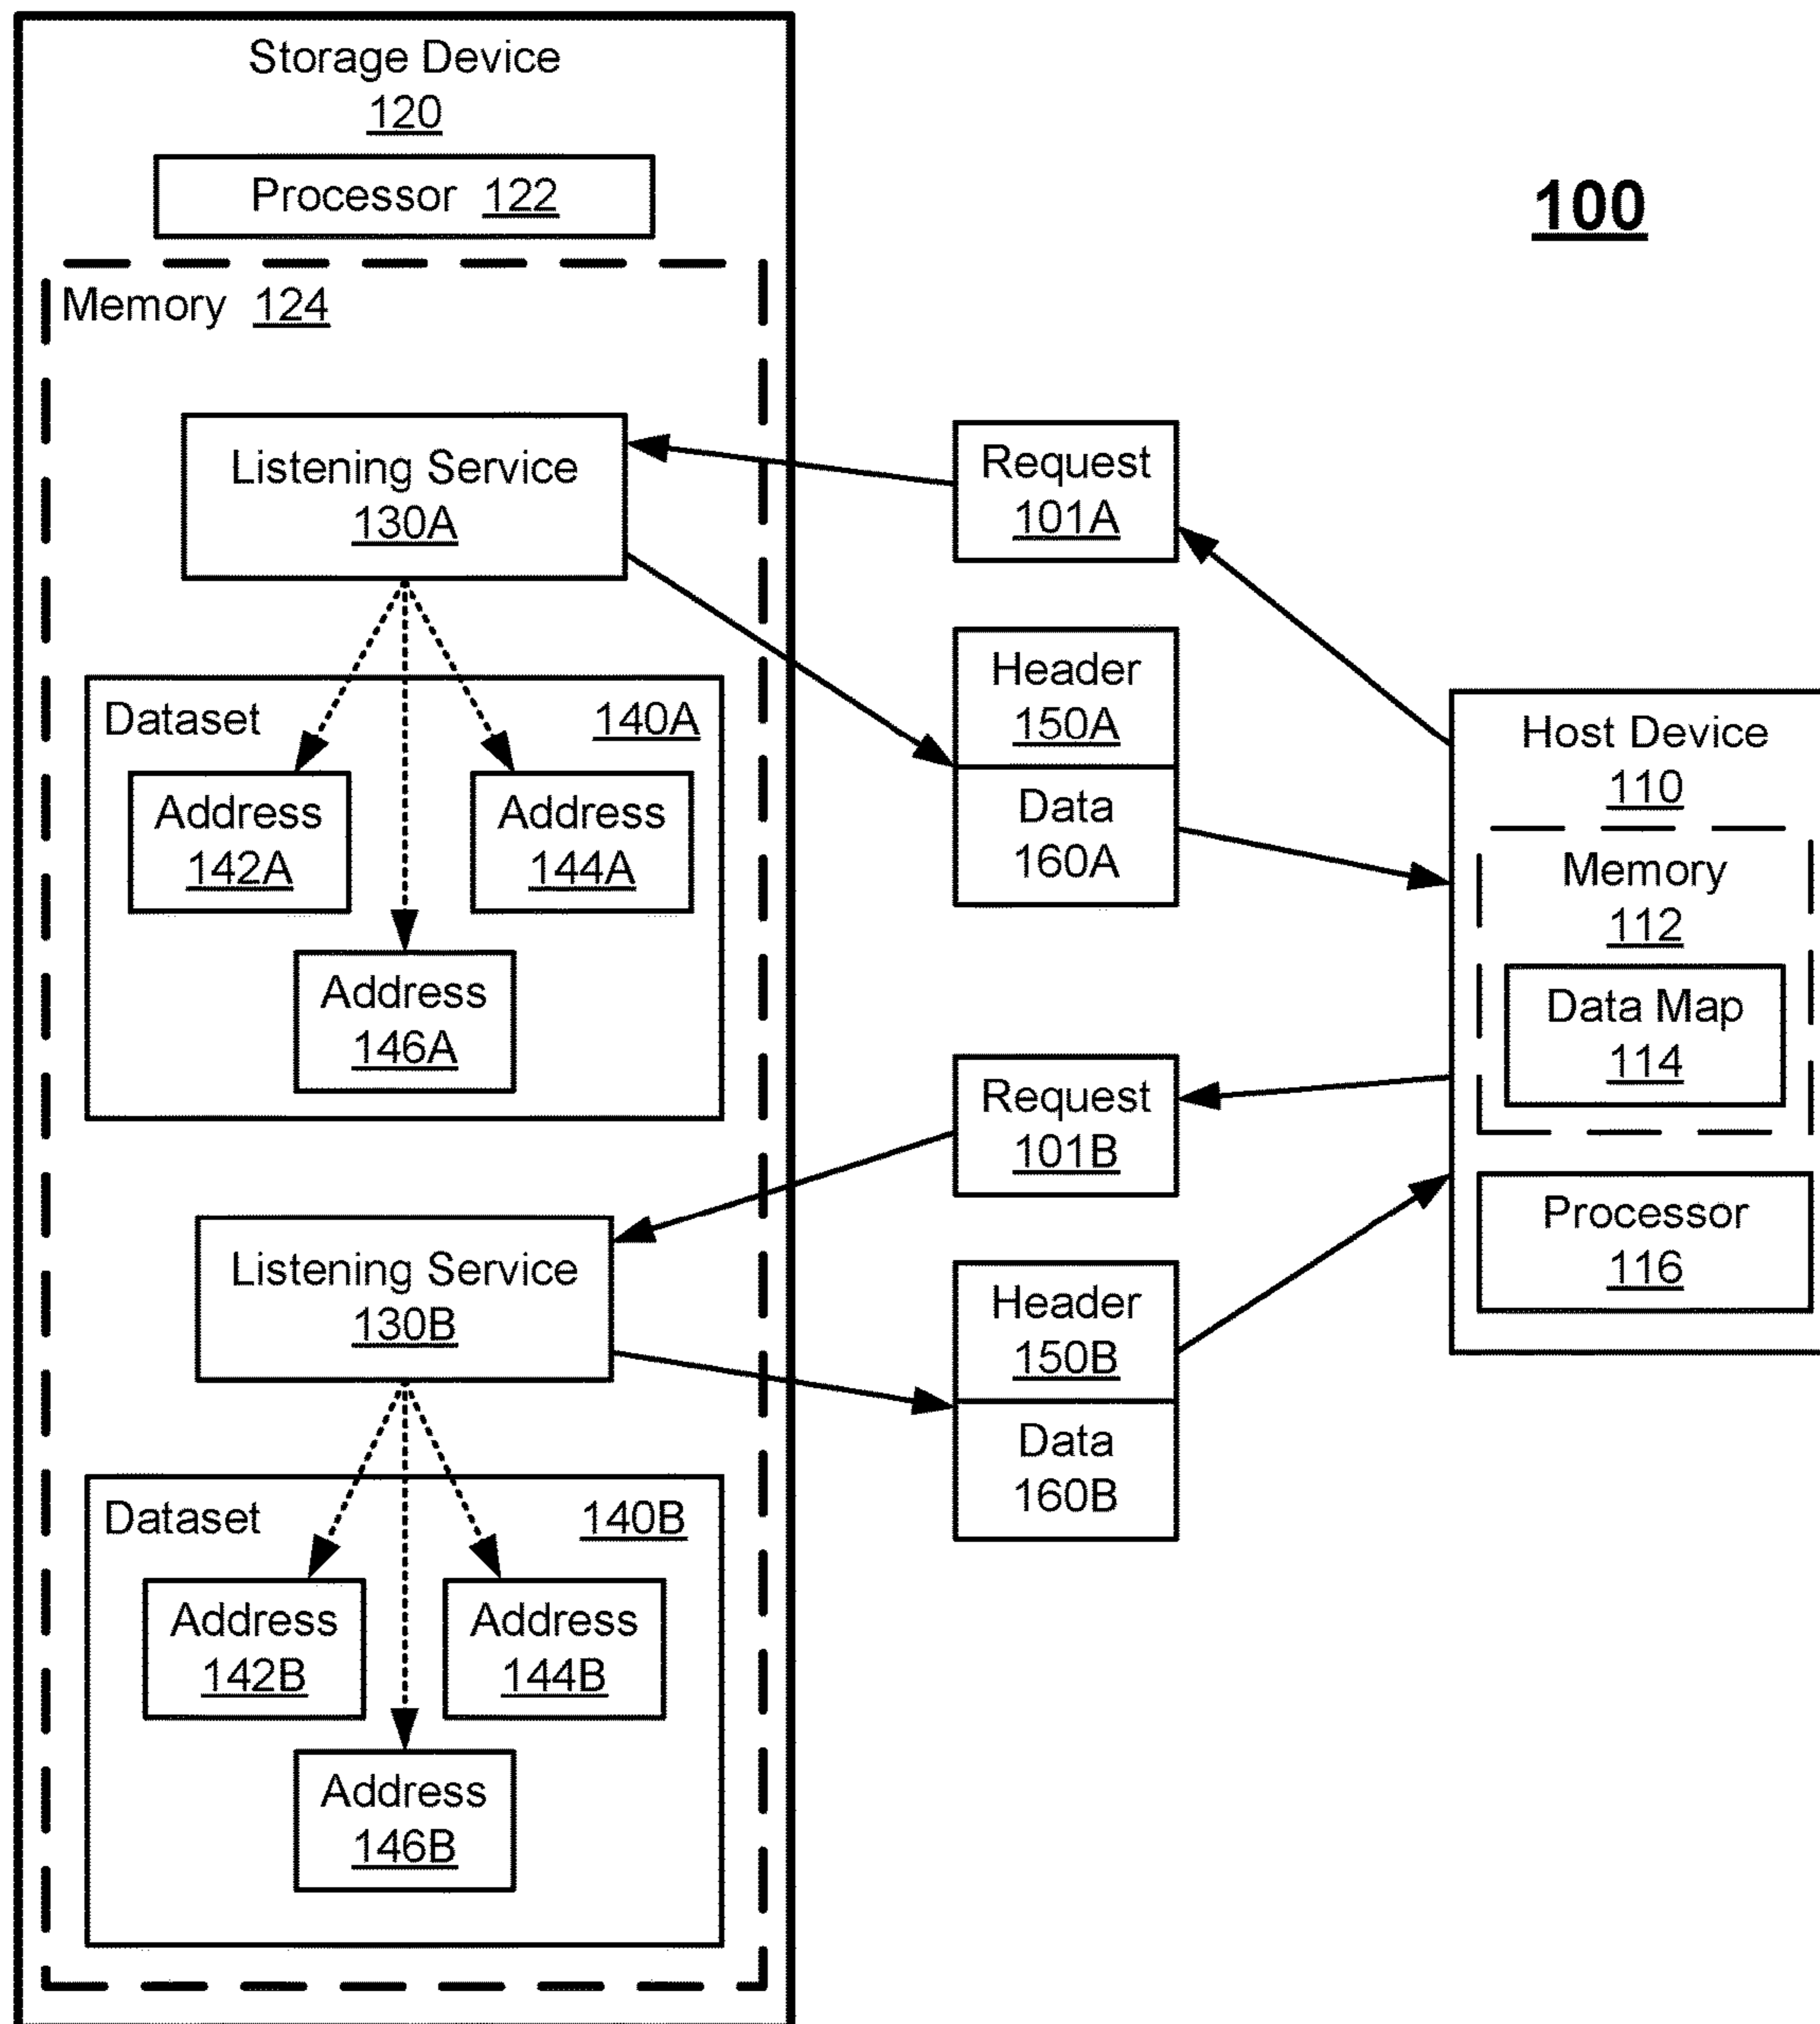 Storage Device
120
Processor 122
100
Memory 124
Listening Service
130A
Request
101A
Header
150A
Data
160A
Dataset 140A
Address
142A
Address
144A
Address
146A
Host Device
110
Memory
112
Data Map
114
Processor
116
Request
101B
Listening Service
130B
Header
150B
Data
160B
Dataset 140B
Address
142B
Address
144B
Address
146B